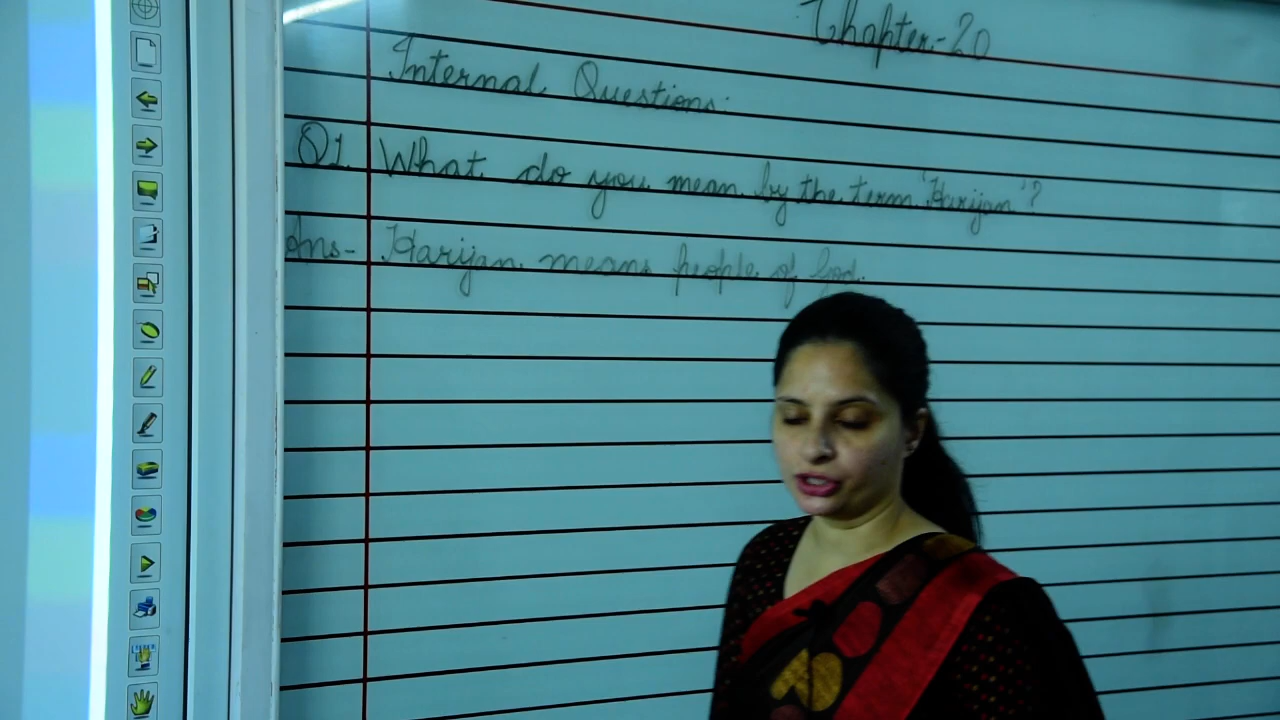 Chapter-20
Internal Questions.
Q1. What do you mean by the term 'Harijan'?
Ans- Harijan means people of God.